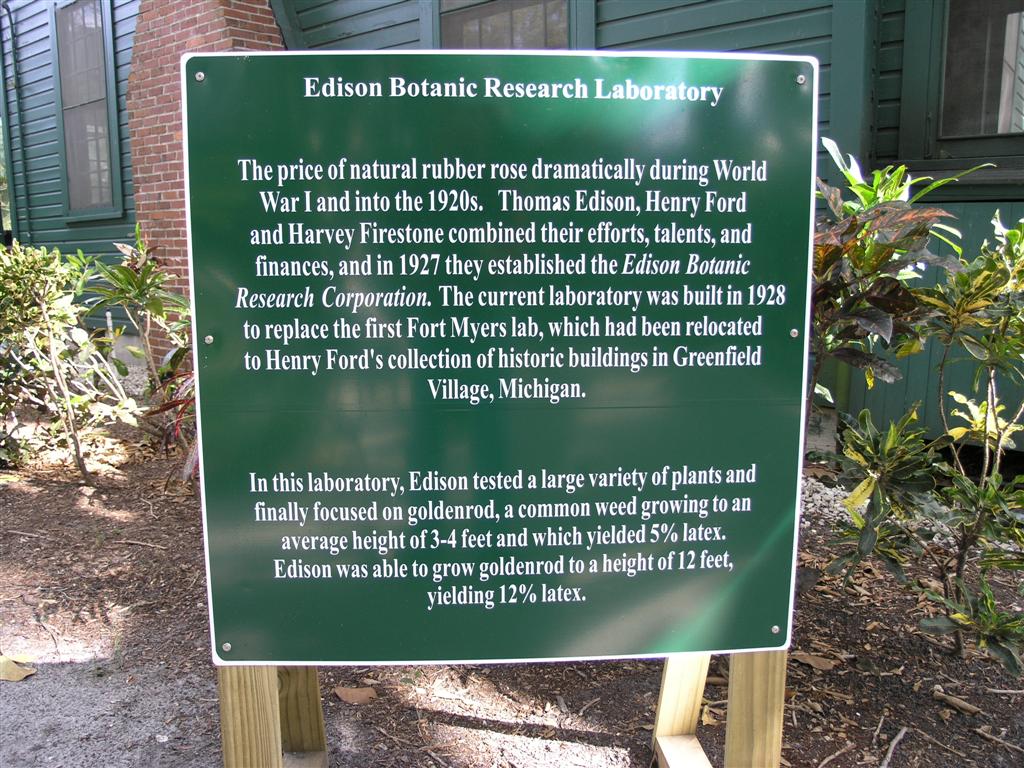 Edison Botanic Research Laboratory
The price of natural rubber rose dramatically during World
War I and into the 1920s. Thomas Edison, Henry Ford
and Harvey Firestone combined their efforts, talents, and
finances, and in 1927 they established the Edison Botanic
Research Corporation. The current laboratory was built in 1928
to replace the first Fort Myers lab, which had been relocated
to Henry Ford's collection of historic buildings in Greenfield
Village, Michigan.
In this laboratory, Edison tested a large variety of plants and
finally focused on goldenrod, a common weed growing to an
average height of 3-4 feet and which yielded 5% latex.
Edison was able to grow goldenrod to a height of 12 feet,
yielding 12% latex.